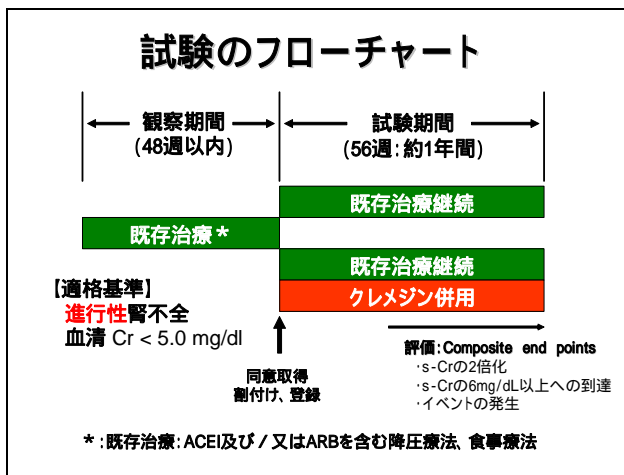 試験のフローチャート
観察期間
(48週以内)
試験期間
(56週:約1年間)
既存治療継続
既存治療*
既存治療継続
クレメジン併用
【適格基準】
進行性腎不全
血清 Cr < 5.0 mg/dl
同意取得
割付け、登録
評価:Composite end points
·s-Crの2倍化
·s-Crの6mg/dL以上への到達
·イベントの発生
*:既存治療:ACEI及び/又はARBを含む降圧療法、食事療法